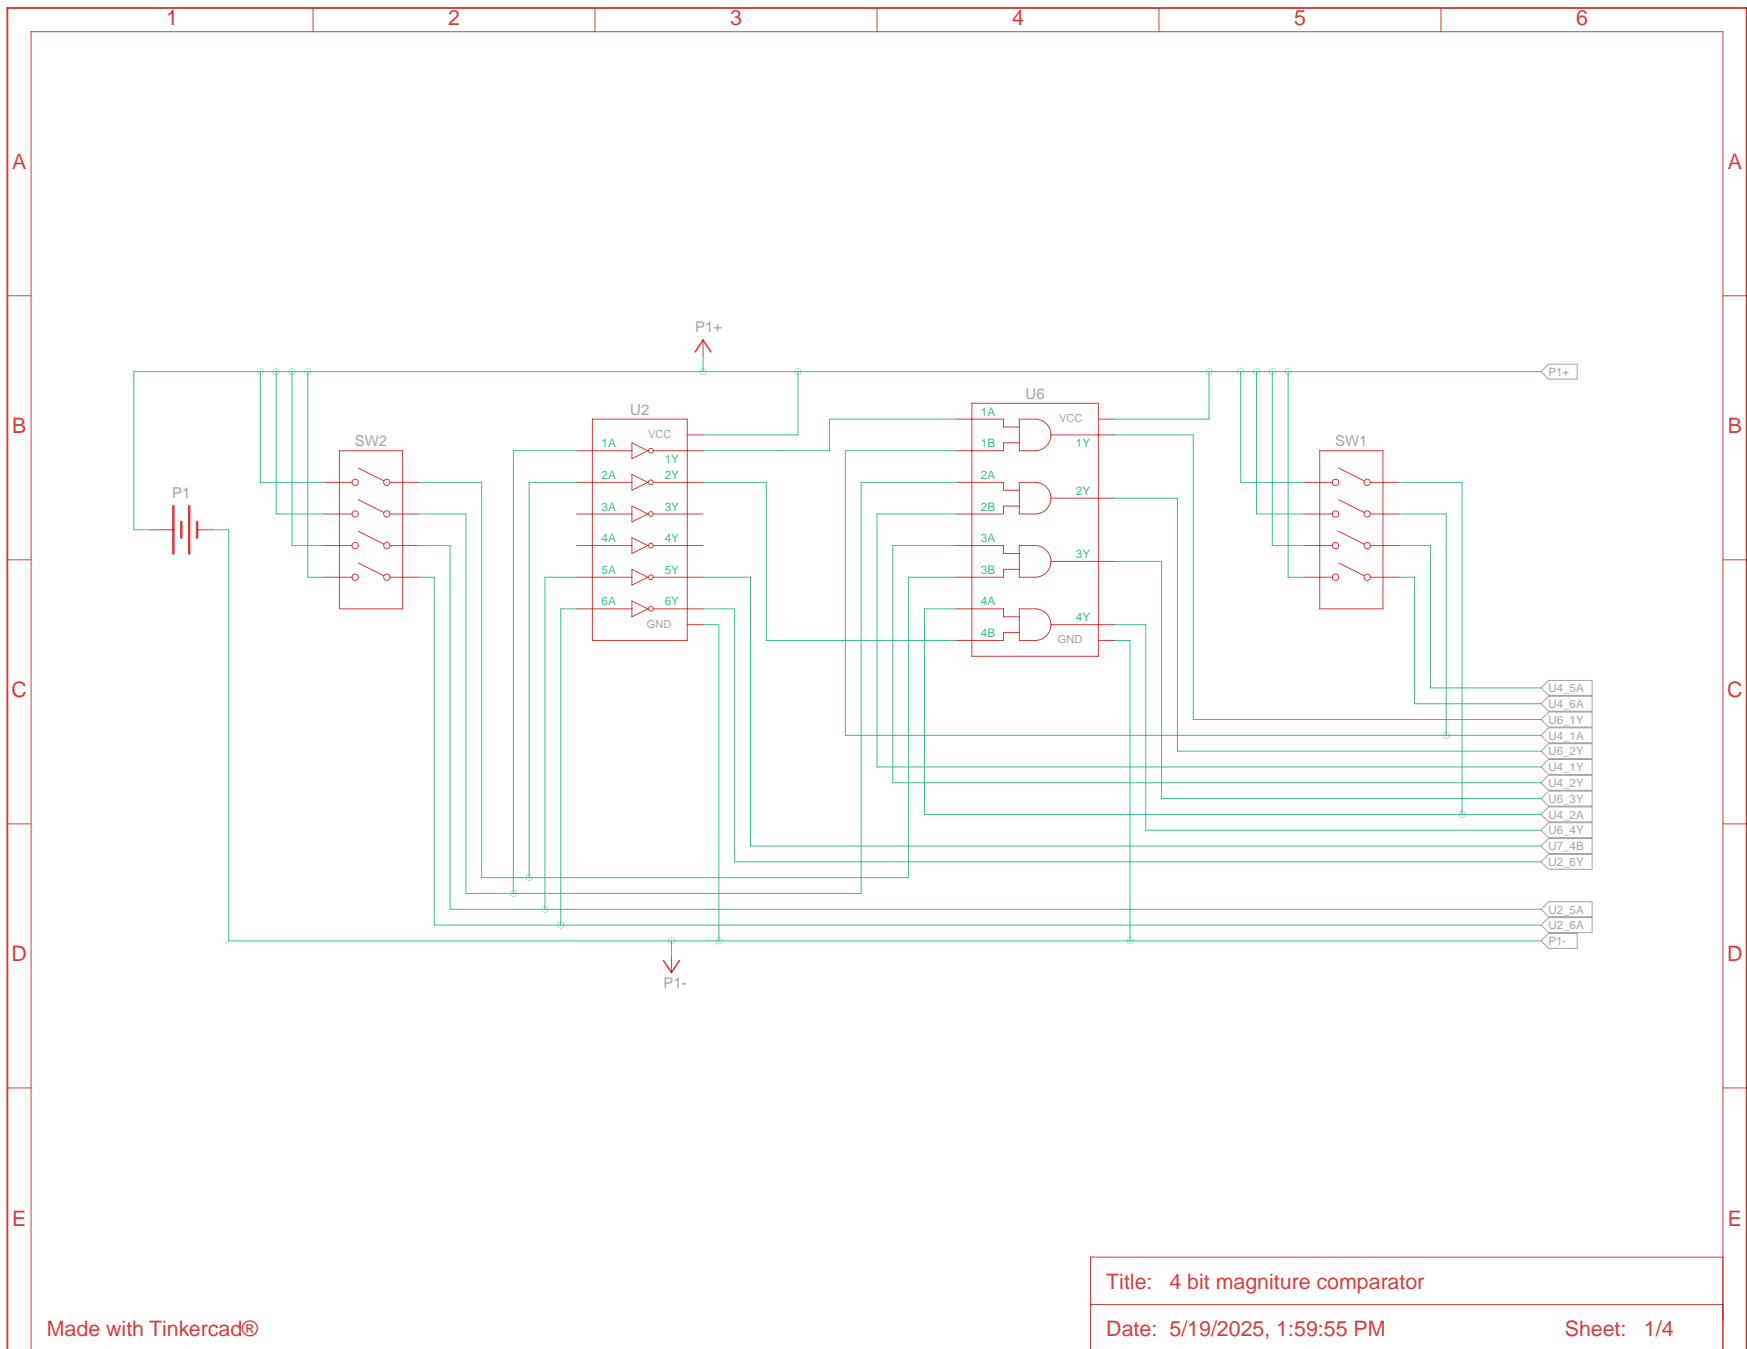 1 2 3 4 5 6
A A
P1+
P1+
U6
1A VCC
U2
B B
VCC
SW2 SW1
1A 1B 1Y
1Y
2A 2Y 2A
P1 2Y
3A 3Y 2B
4A 4Y 3A
3Y
5A 5Y 3B
6A 6Y 4A
4Y
GND
4B GND
C C
U4_5A
U4_6A
U6_1Y
U4_1A
U6_2Y
U4_1Y
U4_2Y
U6_3Y
U4_2A
U6_4Y
U7_4B
U2_6Y
U2_5A
U2_6A
P1-
D D
P1-
E E
Title: 4 bit magniture comparator
Made with Tinkercad®
Date: 5/19/2025, 1:59:55 PM Sheet: 1/4